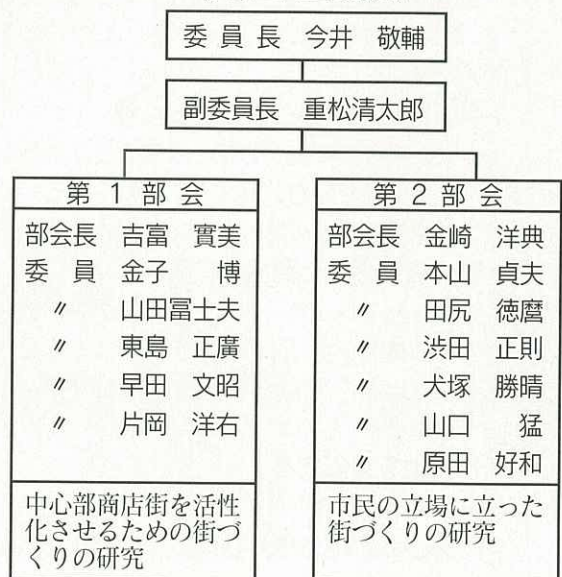 委員長　今井　敬輔
副委員長　重松清太郎
第１部会
部会長　吉富　實美
委　員　金子　　博
〃　山田冨士夫
〃　東島　正廣
〃　早田　文昭
〃　片岡　洋右
中心部商店街を活性
化させるための街づ
くりの研究
第２部会
部会長　金崎　洋典
委　員　本山　貞夫
〃　田尻　徳麿
〃　渋田　正則
〃　犬塚　勝晴
〃　山口　　猛
〃　原田　好和
市民の立場に立った
街づくりの研究